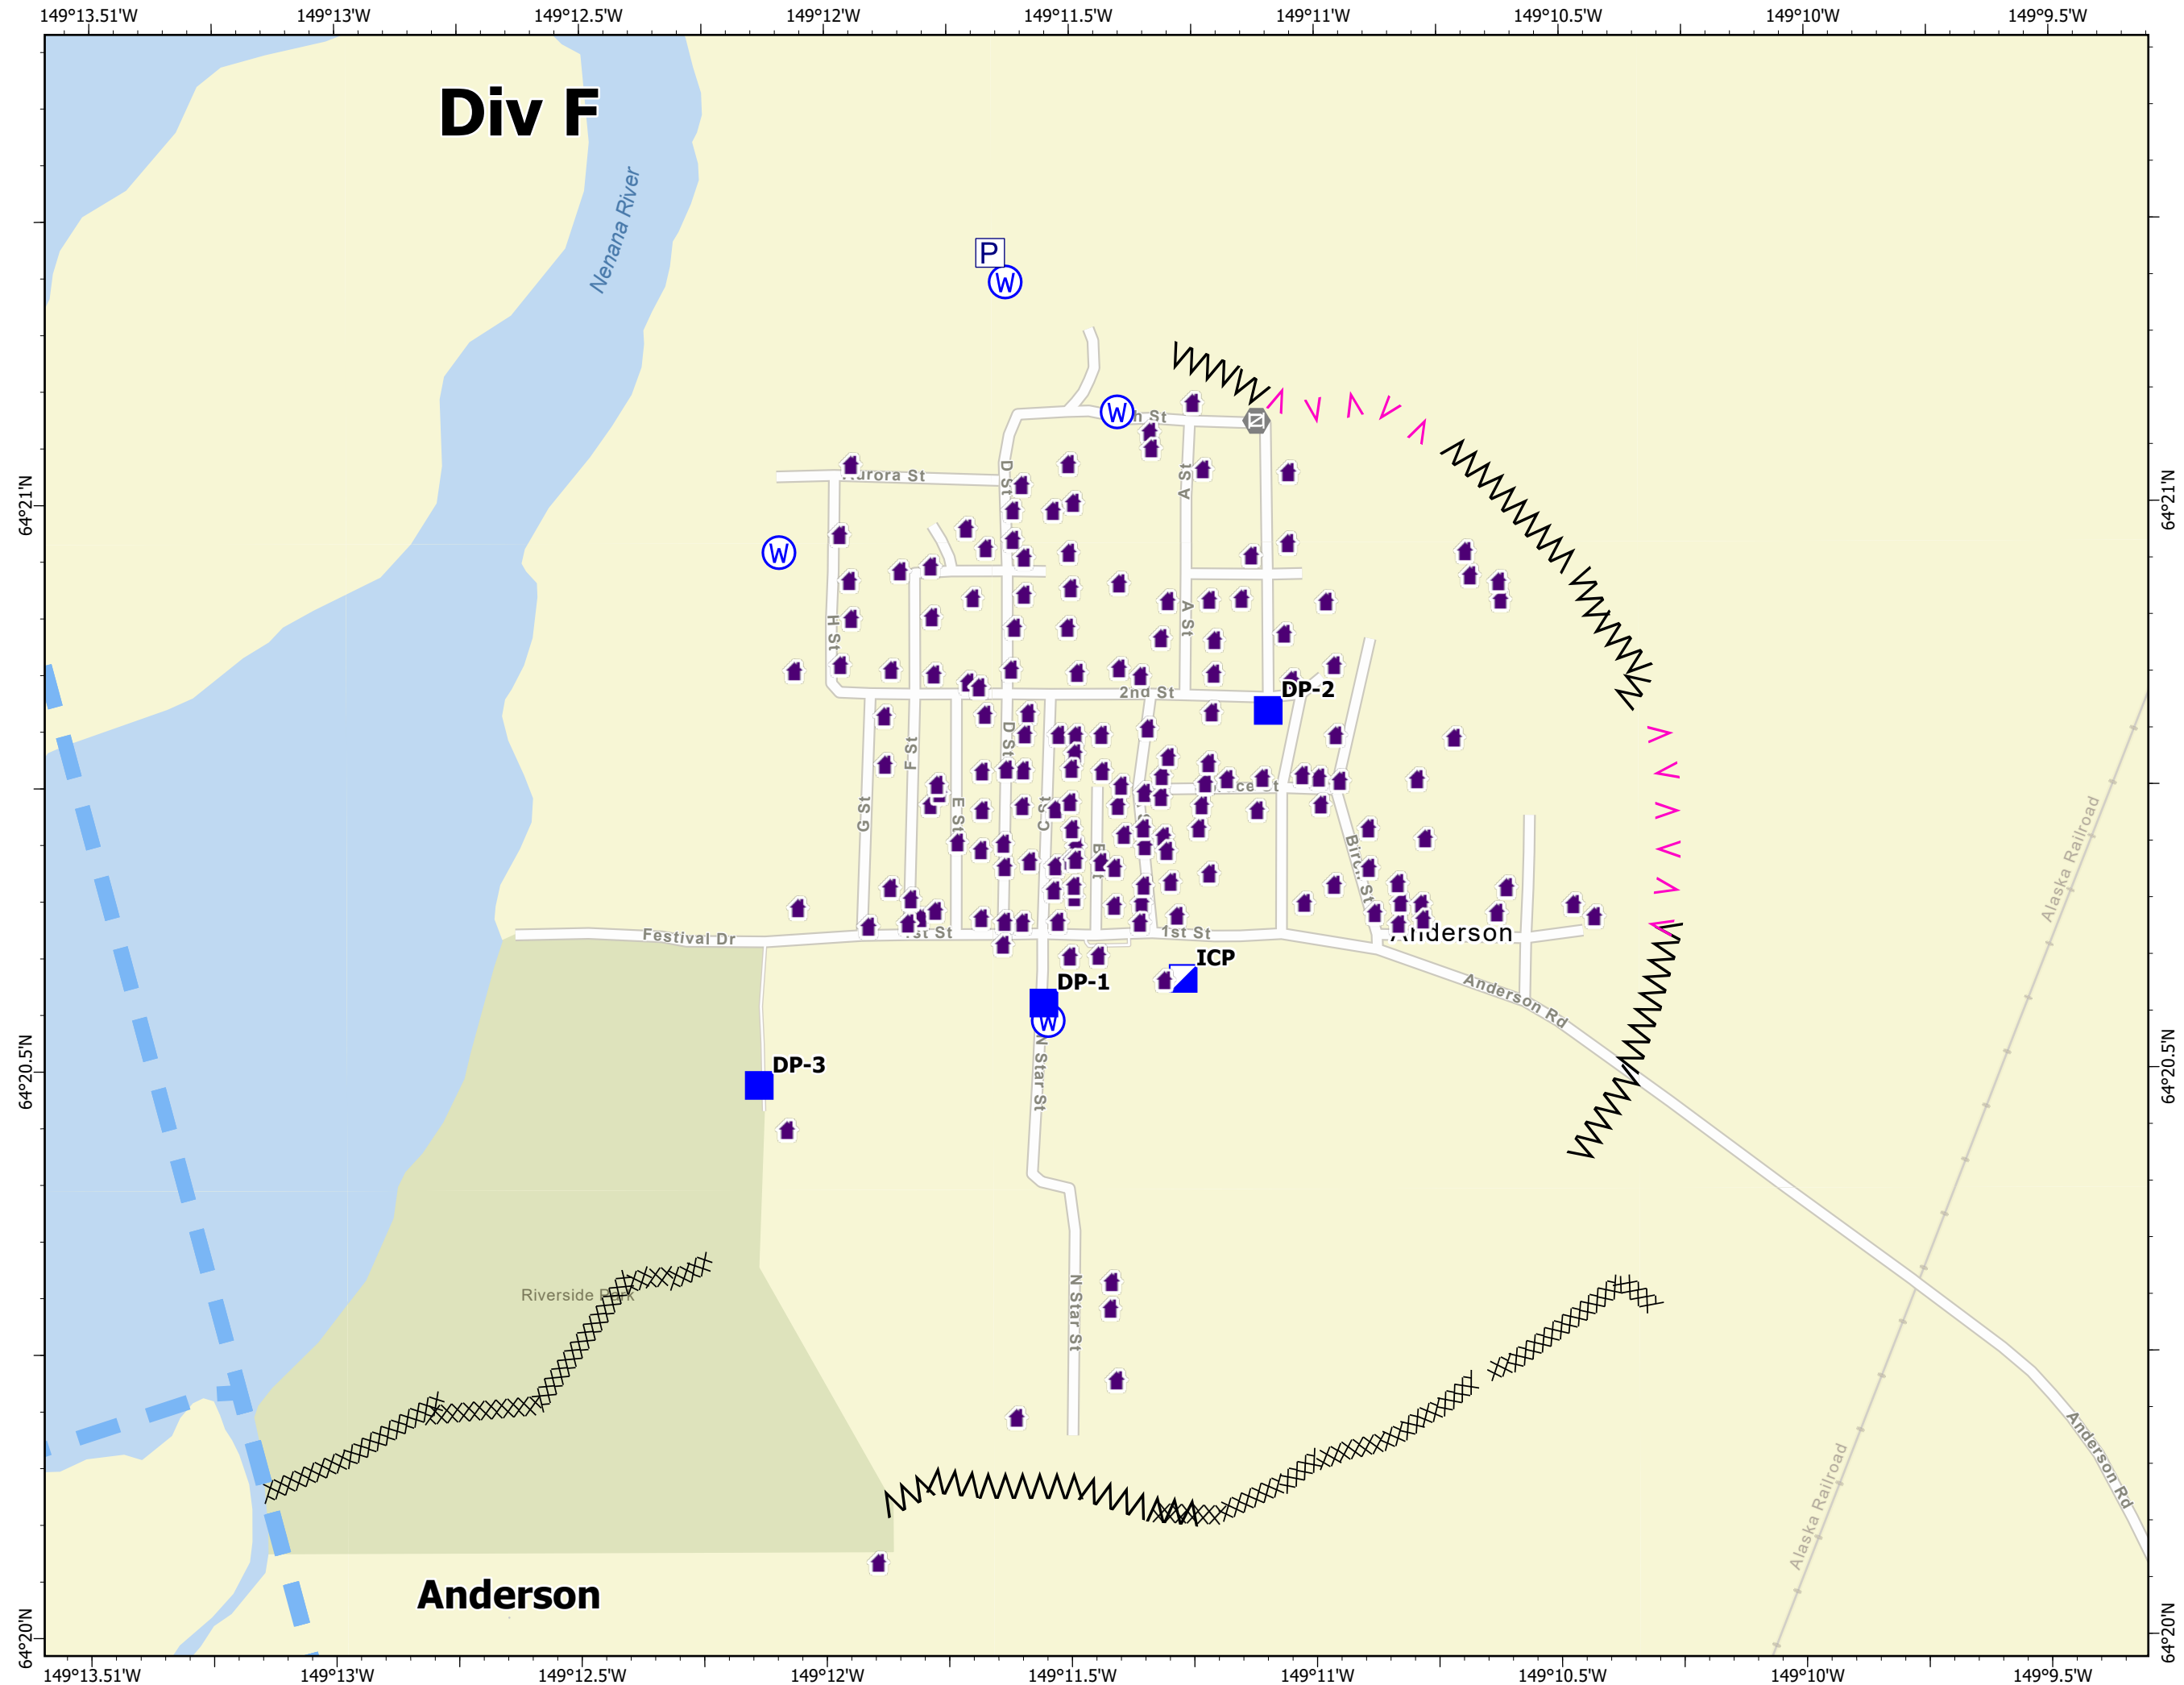 149°13.51'W 149°13'W 149°12.5'W 149°12'W 149°11.5'W 149°11'W 149°10.5'W 149°10'W 149°9.5'W
Div F
Nenana River
P
W
W
h St
Aurora St
D St
A St
64°21'N
64°21'N
W
H St
A St
2nd St
DP-2
F St
D St
G St
E St
C St
ce St
Birch St
Alaska Railroad
Festival Dr
1st St
1st St
Anderson
ICP
DP-1
W
Anderson Rd
64°20.5'N
64°20.5'N
DP-3
N Star St
Riverside Park
N Star St
Anderson Rd
Alaska Railroad
Anderson
64°20'N
64°20'N
149°13.51'W 149°13'W 149°12.5'W 149°12'W 149°11.5'W 149°11'W 149°10.5'W 149°10'W 149°9.5'W